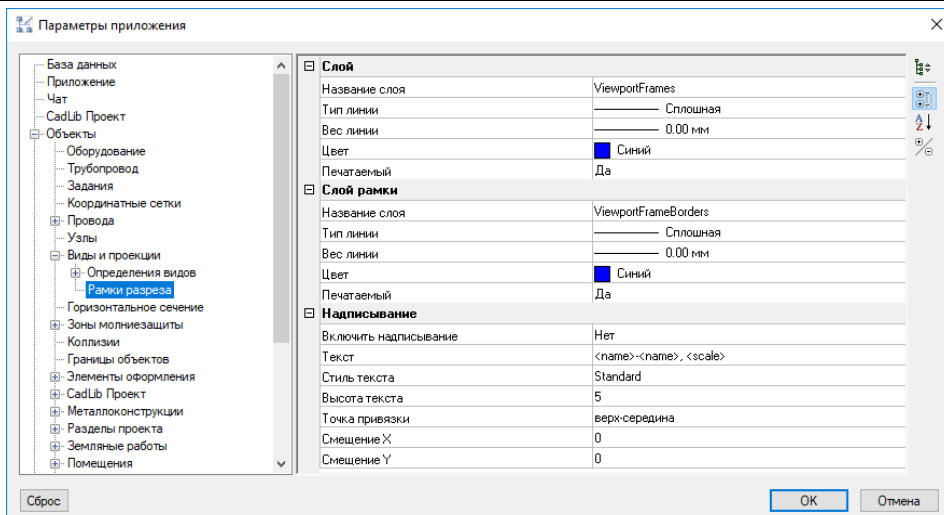 Параметры приложения
База данных
Приложение
Чат
CadLib Проект
Объекты
Оборудование
Трубопровод
Задания
Координатные сетки
Провода
Узлы
Виды и проекции
Определения видов
Рамки разреза
Горизонтальное сечение
Зоны молниезащиты
Коллизии
Границы объектов
Элементы оформления
CadLib Проект
Металлоконструкции
Разделы проекта
Земляные работы
Помещения
Слой
Название слоя ViewportFrames
Тип линии Сплошная
Вес линии 0.00 мм
Цвет Синий
Печатаемый Да
Слой рамки
Название слоя ViewportFrameBorders
Тип линии Сплошная
Вес линии 0.00 мм
Цвет Синий
Печатаемый Да
Надписывание
Включить надписывание Нет
Текст <name>-<name>, <scale>
Стиль текста Standard
Высота текста 5
Точка привязки верх-середина
Смещение X 0
Смещение Y 0
Сброс OK Отмена